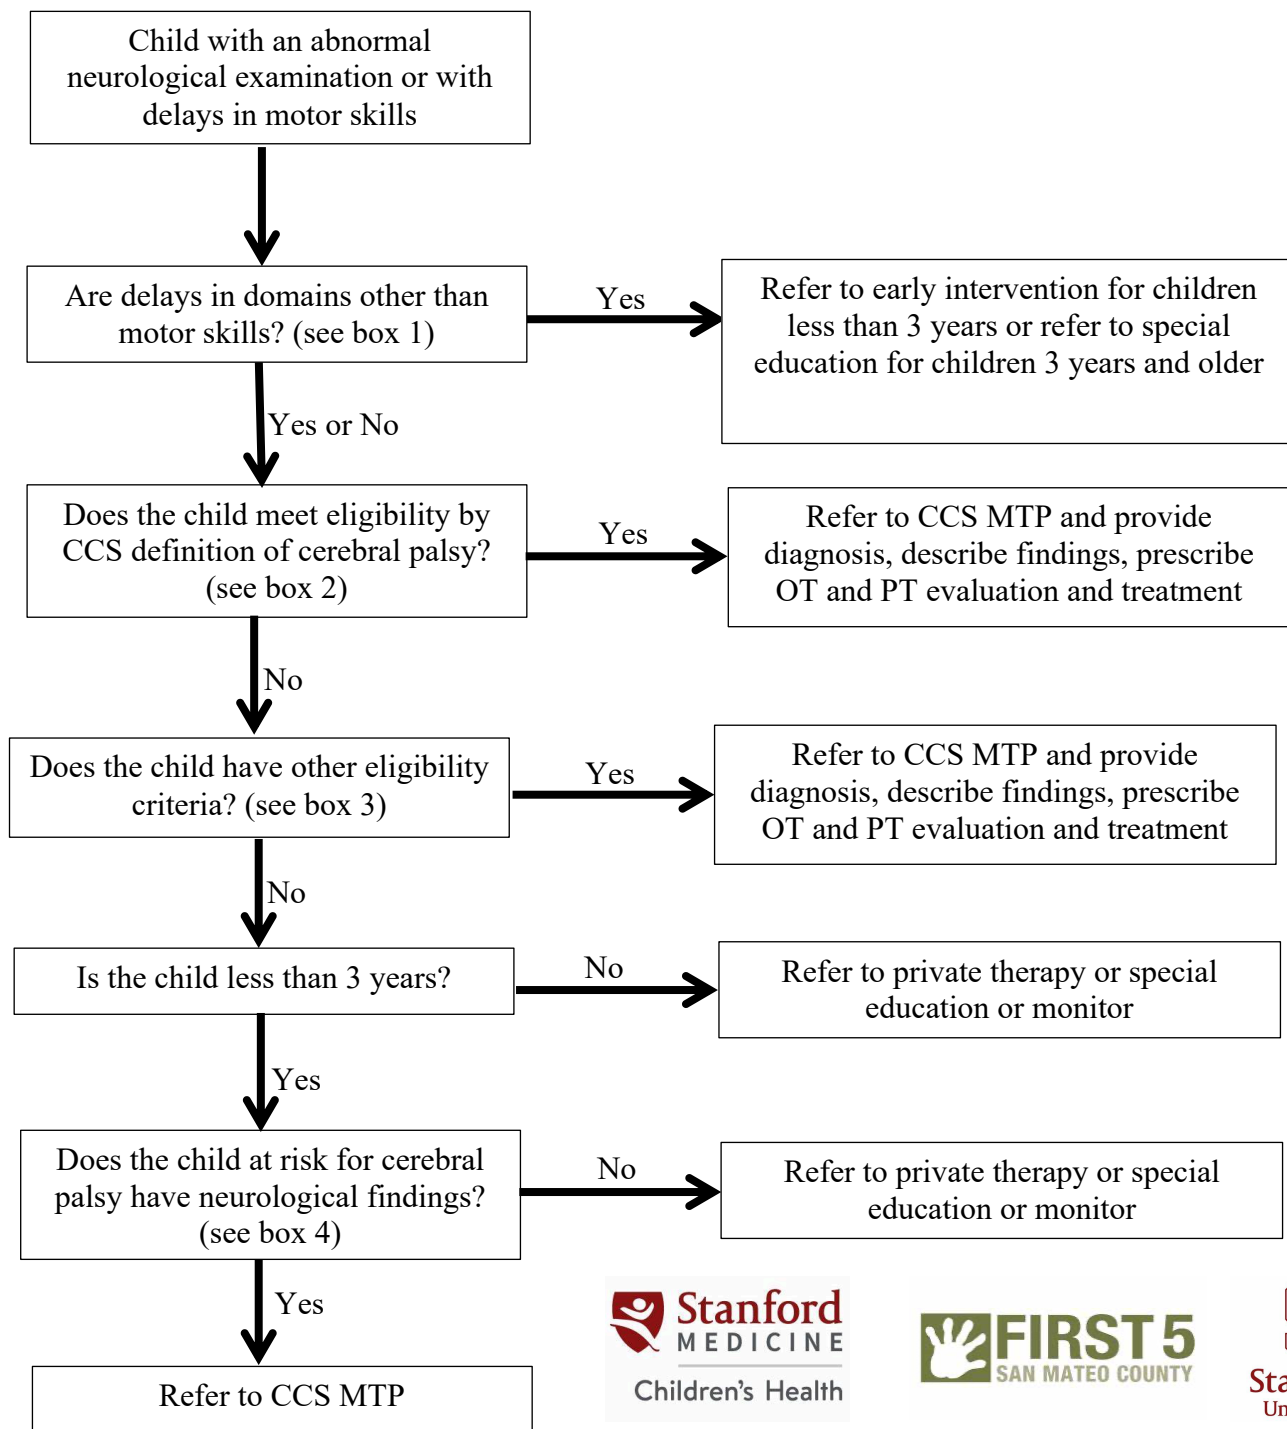 Child with an abnormal
neurological examination or with
delays in motor skills
Are delays in domains other than
motor skills? (see box 1)
Yes
Refer to early intervention for children
less than 3 years or refer to special
education for children 3 years and older
Yes or No
Does the child meet eligibility by
CCS definition of cerebral palsy?
(see box 2)
Yes
Refer to CCS MTP and provide
diagnosis, describe findings, prescribe
OT and PT evaluation and treatment
No
Does the child have other eligibility
criteria? (see box 3)
Yes
Refer to CCS MTP and provide
diagnosis, describe findings, prescribe
OT and PT evaluation and treatment
No
Is the child less than 3 years?
No
Refer to private therapy or special
education or monitor
Yes
Does the child at risk for cerebral
palsy have neurological findings?
(see box 4)
No
Refer to private therapy or special
education or monitor
Yes
Refer to CCS MTP
Stanford
MEDICINE
Children's Health
FIRST 5
SAN MATEO COUNTY